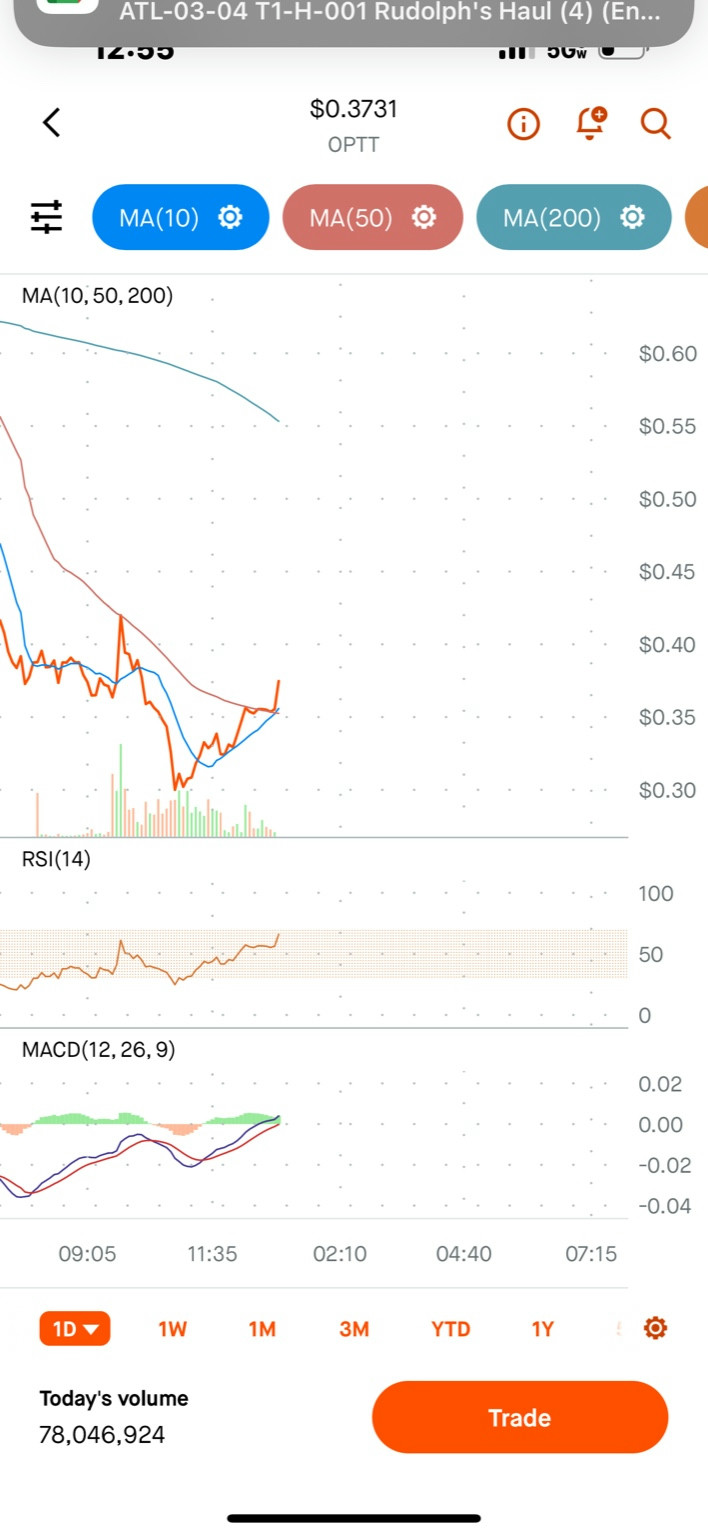 ATL-03-04 T1-H-001 Rudolph's Haul (4) (En...
12:55 5GW
$0.3731
OPTT
MA(10) MA(50) MA(200)
MA(10,50,200)
$0.60
$0.55
$0.50
$0.45
$0.40
$0.35
$0.30
RSI(14)
100
50
0
MACD(12,26,9)
0.02
0.00
-0.02
-0.04
09:05 11:35 02:10 04:40 07:15
1D 1W 1M 3M YTD 1Y
Today's volume
78,046,924
Trade